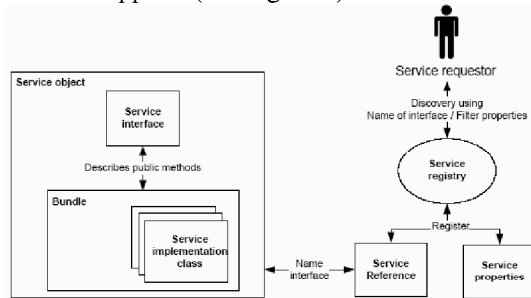 Service requestor
Service object
Service
interface
Discovery using
Name of interface / Filter properties
Describes public methods
Service
registry
Bundle
Register
Service
implementation
class
Name
interface
Service
Reference
Service
properties